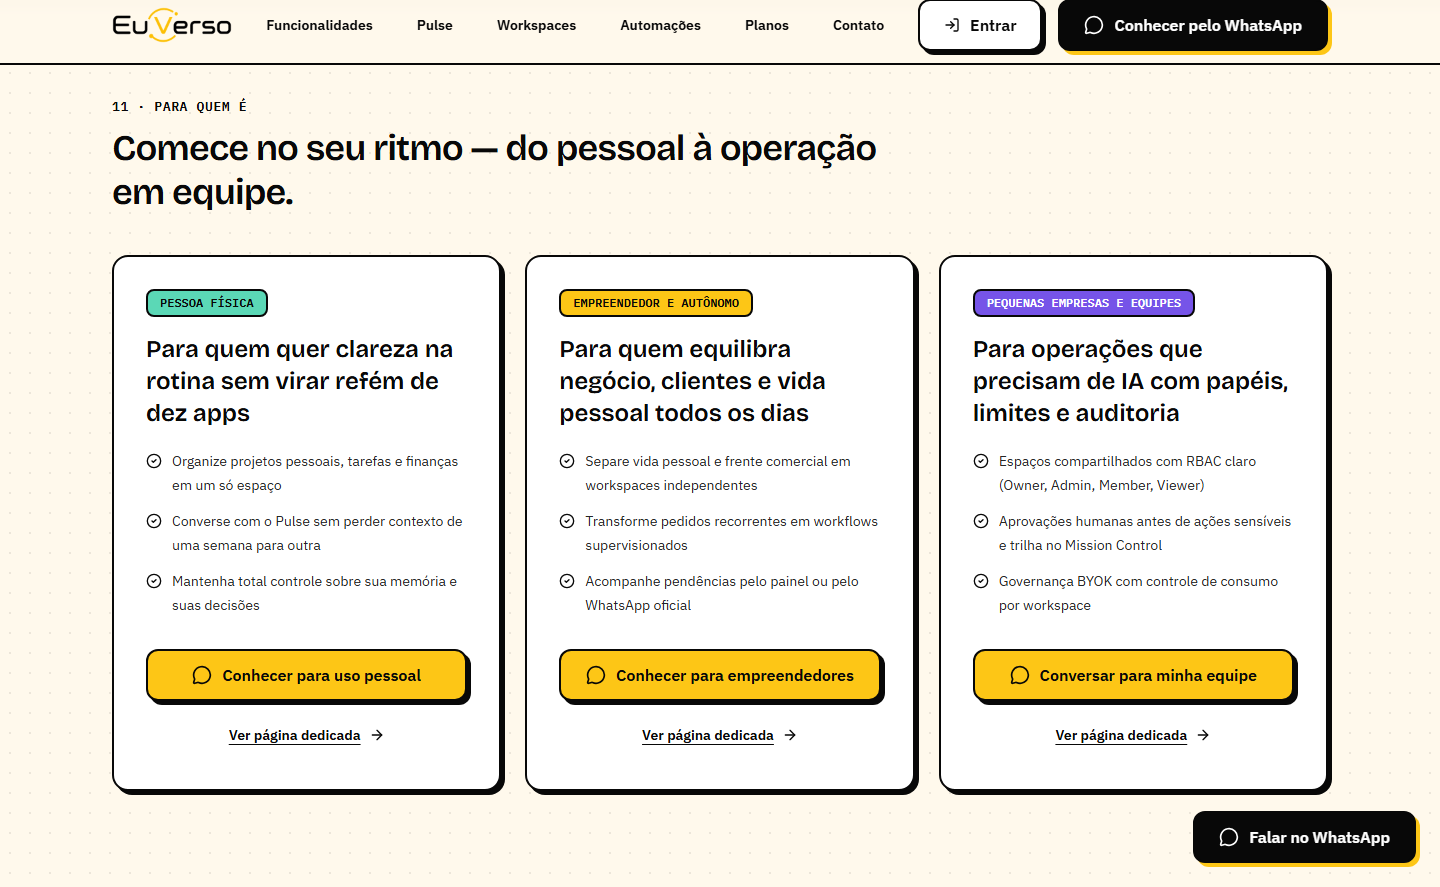 EuVerso
Funcionalidades
Pulse
Workspaces
Automações
Planos
Contato
Entrar
Conhecer pelo WhatsApp
11 · PARA QUEM É
Comece no seu ritmo — do pessoal à operação
em equipe.
PESSOA FÍSICA
Para quem quer clareza na
rotina sem virar refém de
dez apps
Organize projetos pessoais, tarefas e finanças
em um só espaço
Converse com o Pulse sem perder contexto de
uma semana para outra
Mantenha total controle sobre sua memória e
suas decisões
Conhecer para uso pessoal
Ver página dedicada
EMPREENDEDOR E AUTÔNOMO
Para quem equilibra
negócio, clientes e vida
pessoal todos os dias
Separe vida pessoal e frente comercial em
workspaces independentes
Transforme pedidos recorrentes em workflows
supervisionados
Acompanhe pendências pelo painel ou pelo
WhatsApp oficial
Conhecer para empreendedores
Ver página dedicada
PEQUENAS EMPRESAS E EQUIPES
Para operações que
precisam de IA com papéis,
limites e auditoria
Espaços compartilhados com RBAC claro
(Owner, Admin, Member, Viewer)
Aprovações humanas antes de ações sensíveis
e trilha no Mission Control
Governança BYOK com controle de consumo
por workspace
Conversar para minha equipe
Ver página dedicada
Falar no WhatsApp